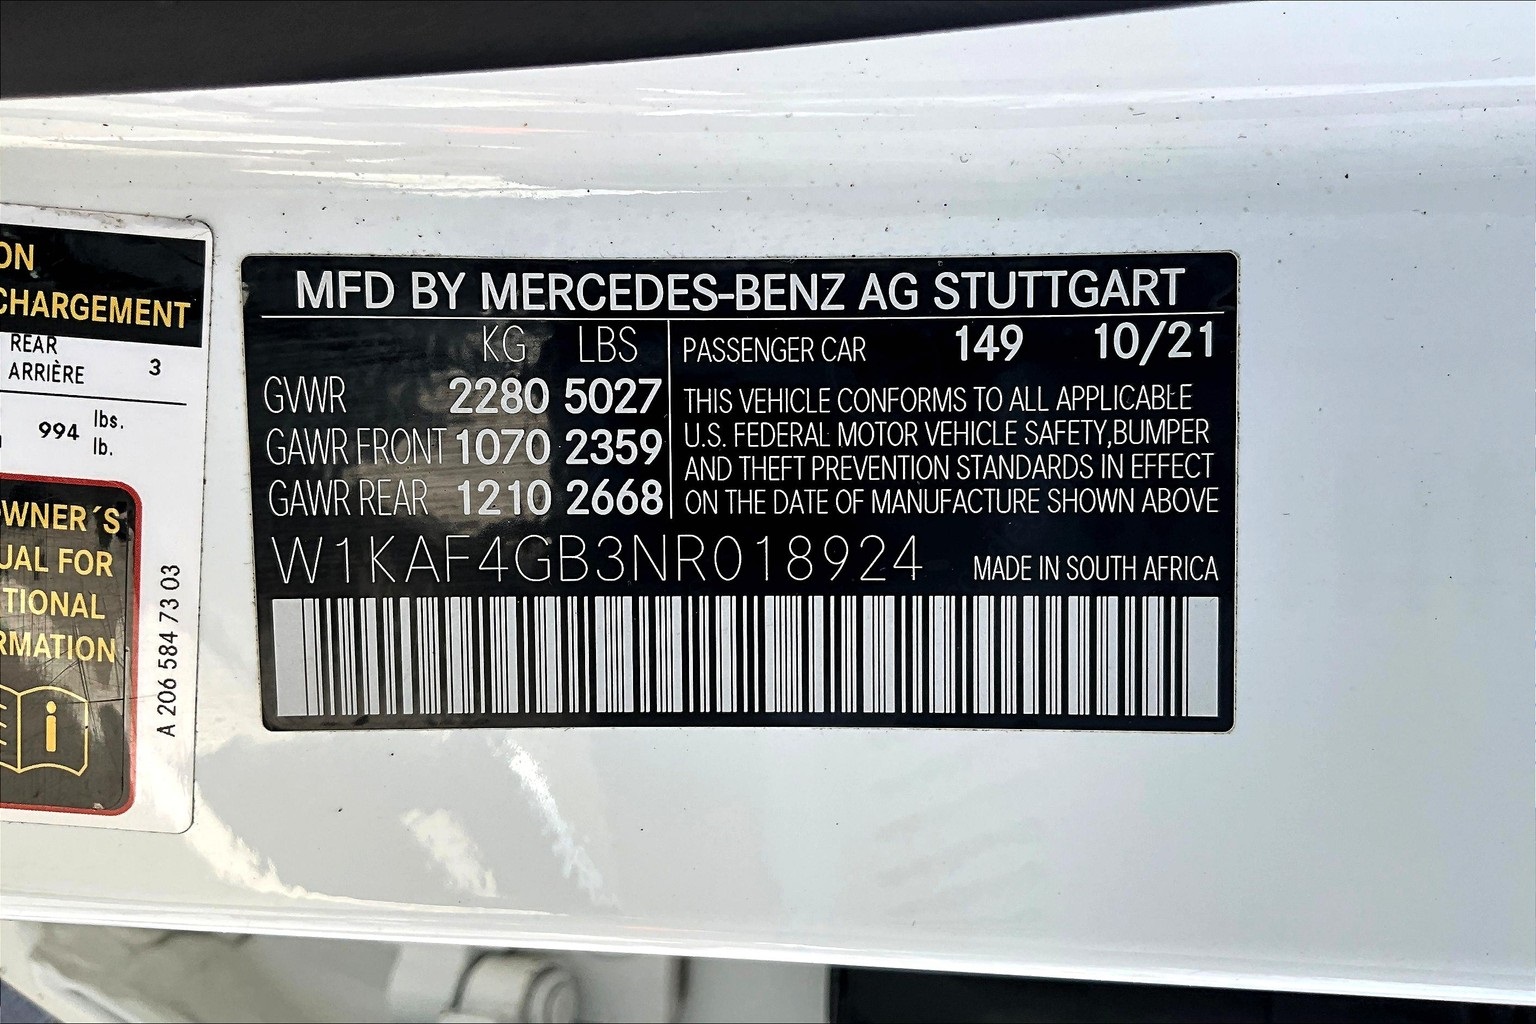 ON
CHARGEMENT
REAR
ARRIÈRE 3
994 lbs.
lb.
OWNER´S
UAL FOR
TIONAL
RMATION
i
A 206 584 73 03
MFD BY MERCEDES-BENZ AG STUTTGART
KG LBS
GVWR 2280 5027
GAWR FRONT 1070 2359
GAWR REAR 1210 2668
PASSENGER CAR 149 10/21
THIS VEHICLE CONFORMS TO ALL APPLICABLE
U.S. FEDERAL MOTOR VEHICLE SAFETY,BUMPER
AND THEFT PREVENTION STANDARDS IN EFFECT
ON THE DATE OF MANUFACTURE SHOWN ABOVE
W1KAF4GB3NR018924 MADE IN SOUTH AFRICA